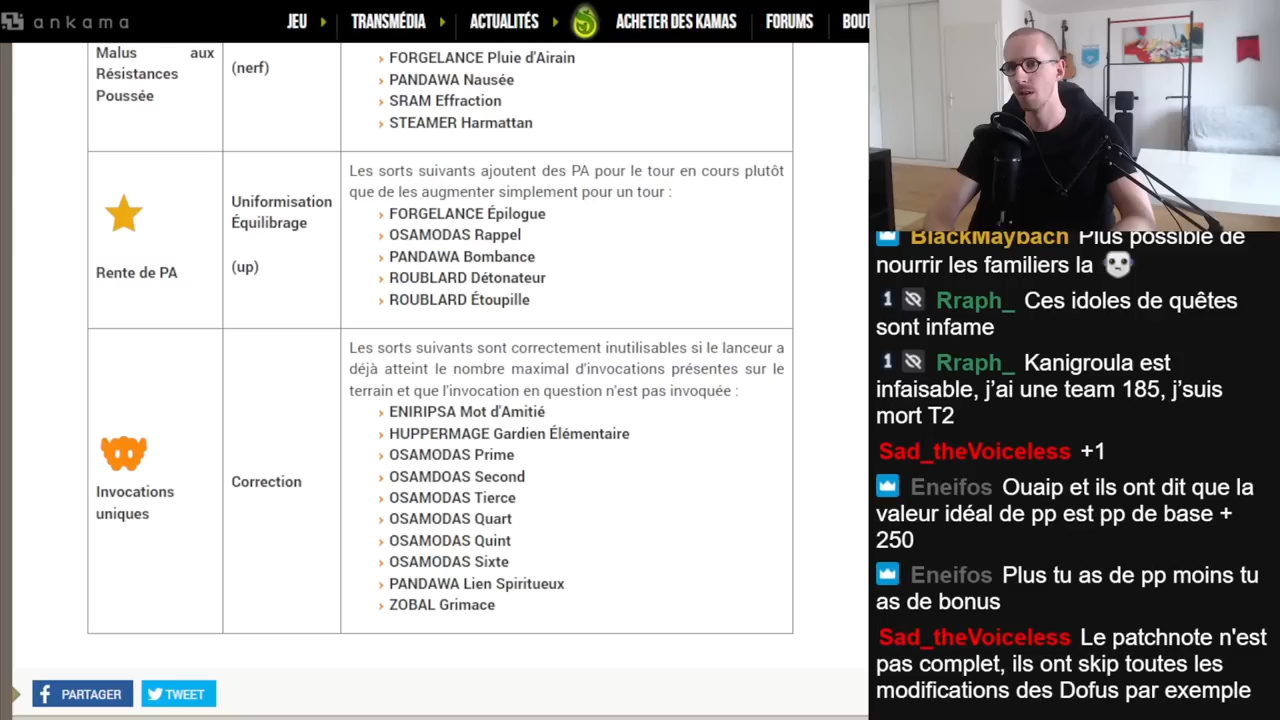 ankama
JEU
TRANSMÉDIA
ACTUALITÉS
ACHETER DES KAMAS
FORUMS
BOUT
Malus aux
Résistances
Poussée
(nerf)
FORGELANCE Pluie d'Airain
PANDAWA Nausée
SRAM Effraction
STEAMER Harmattan
Rente de PA
Uniformisation
Équilibrage
(up)
Les sorts suivants ajoutent des PA pour le tour en cours plutôt
que de les augmenter simplement pour un tour :
FORGELANCE Épilogue
OSAMODAS Rappel
PANDAWA Bombance
ROUBLARD Détonateur
ROUBLARD Étoupille
Invocations
uniques
Correction
Les sorts suivants sont correctement inutilisables si le lanceur a
déjà atteint le nombre maximal d'invocations présentes sur le
terrain et que l'invocation en question n'est pas invoquée :
ENIRIPSA Mot d'Amitié
HUPPERMAGE Gardien Élémentaire
OSAMODAS Prime
OSAMDOAS Second
OSAMODAS Tierce
OSAMODAS Quart
OSAMODAS Quint
OSAMODAS Sixte
PANDAWA Lien Spiritueux
ZOBAL Grimace
PARTAGER
TWEET
BlackMaybach Plus possible de
nourrir les familiers la
1 Rraph_ Ces idoles de quêtes
sont infame
1 Rraph_ Kanigroula est
infaisable, j'ai une team 185, j'suis
mort T2
Sad_theVoiceless +1
Eneifos Ouaip et ils ont dit que la
valeur idéal de pp est pp de base +
250
Eneifos Plus tu as de pp moins tu
as de bonus
Sad_theVoiceless Le patchnote n'est
pas complet, ils ont skip toutes les
modifications des Dofus par exemple